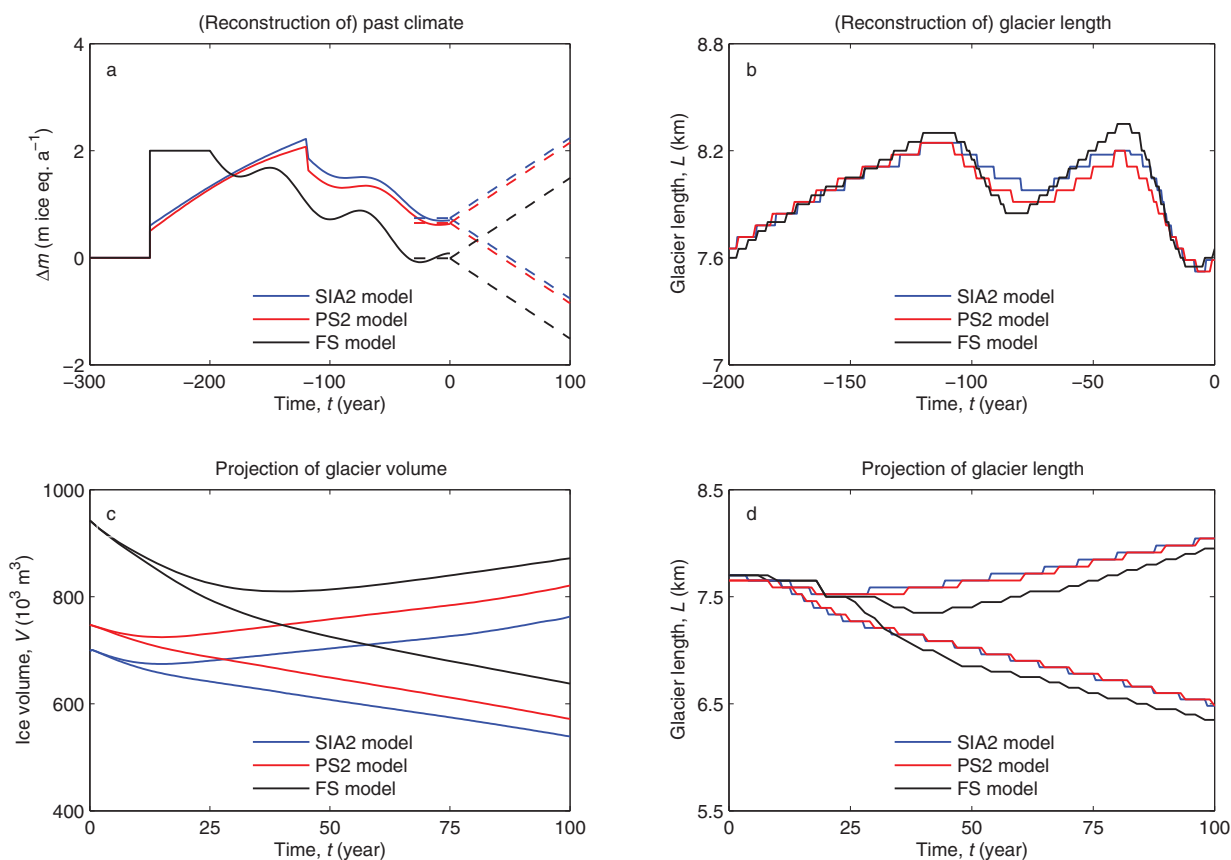 (Reconstruction of) past climate
a
4
2
0
−2
Δm (m ice eq. a⁻¹)
SIA2 model
PS2 model
FS model
−300 −200 −100 0 100
Time, t (year)
(Reconstruction of) glacier length
b
8.8
8.2
7.6
7
Glacier length, L (km)
SIA2 model
PS2 model
FS model
−200 −150 −100 −50 0
Time, t (year)
Projection of glacier volume
c
1000
800
600
400
Ice volume, V (10³ m³)
SIA2 model
PS2 model
FS model
0 25 50 75 100
Time, t (year)
Projection of glacier length
d
8.5
7.5
6.5
5.5
Glacier length, L (km)
SIA2 model
PS2 model
FS model
0 25 50 75 100
Time, t (year)